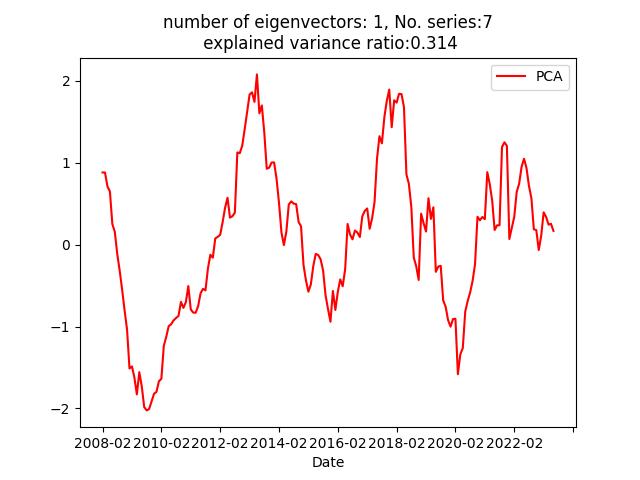 number of eigenvectors: 1, No. series:7
explained variance ratio:0.314
PCA
2
1
0
−1
−2
2008-02 2010-02 2012-02 2014-02 2016-02 2018-02 2020-02 2022-02
Date